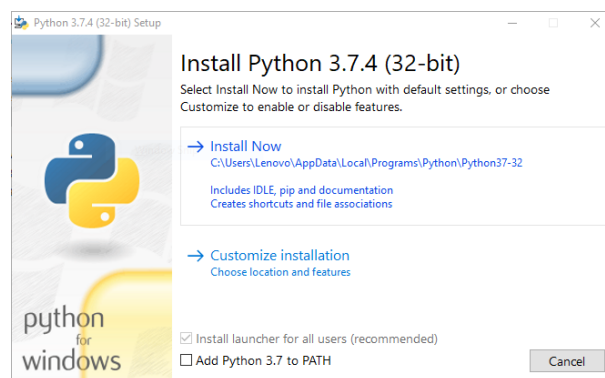 Python 3.7.4 (32-bit) Setup
Install Python 3.7.4 (32-bit)
Select Install Now to install Python with default settings, or choose
Customize to enable or disable features.
Install Now
C:\Users\Lenovo\AppData\Local\Programs\Python\Python37-32
Includes IDLE, pip and documentation
Creates shortcuts and file associations
Customize installation
Choose location and features
python
for
windows
Install launcher for all users (recommended)
Add Python 3.7 to PATH
Cancel